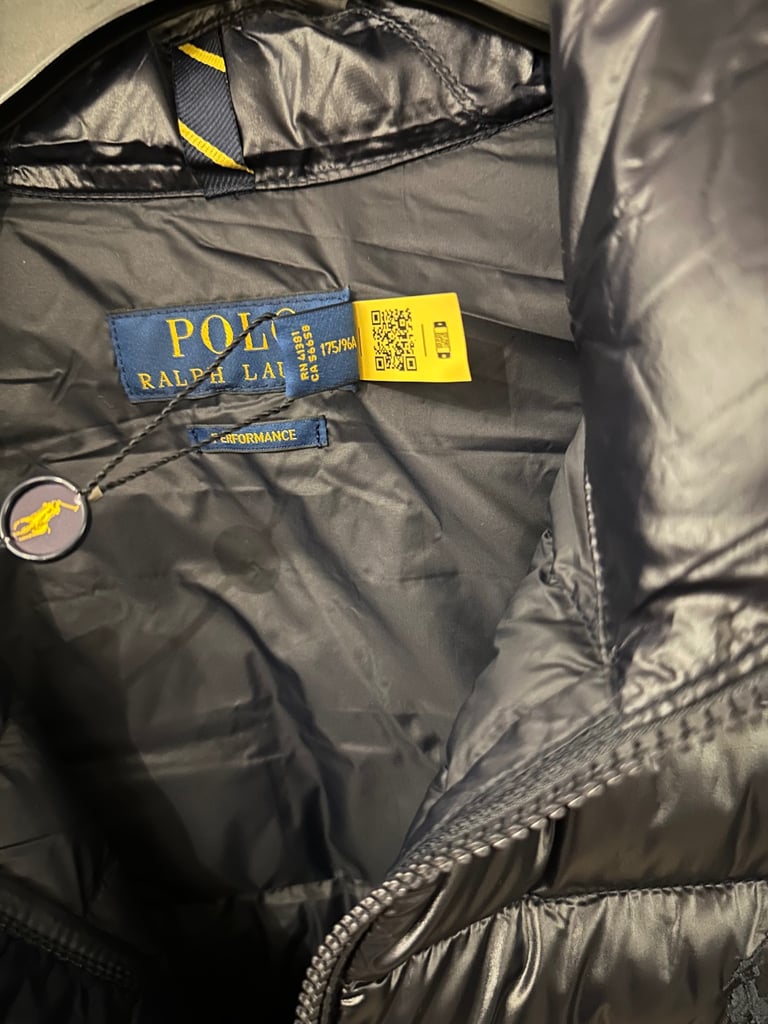 POLO
RALPH LAU
RN 41381
CA 56658
175/96A
PERFORMANCE